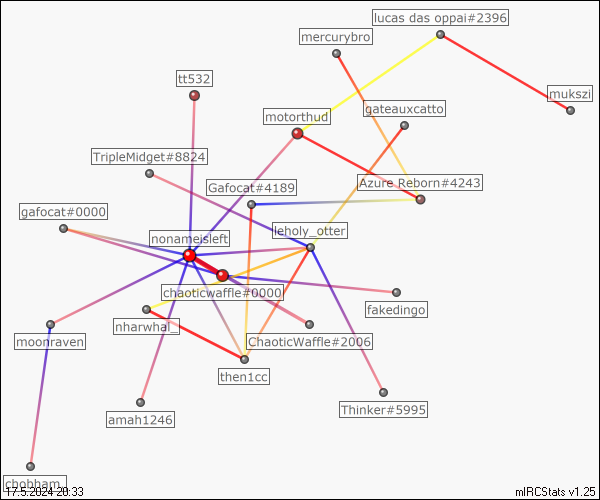 lucas das oppai#2396
mercurybro
tt532
mukszi
gateauxcatto
motorthud
TripleMidget#8824
Azure Reborn#4243
Gafocat#4189
gafocat#0000
leholy_otter
nonameisleft
chaoticwaffle#0000
fakedingo
nharwhal_
moonraven
ChaoticWaffle#2006
then1cc
Thinker#5995
amah1246
chobham_
17.5.2024 20:33
mIRCStats v1.25